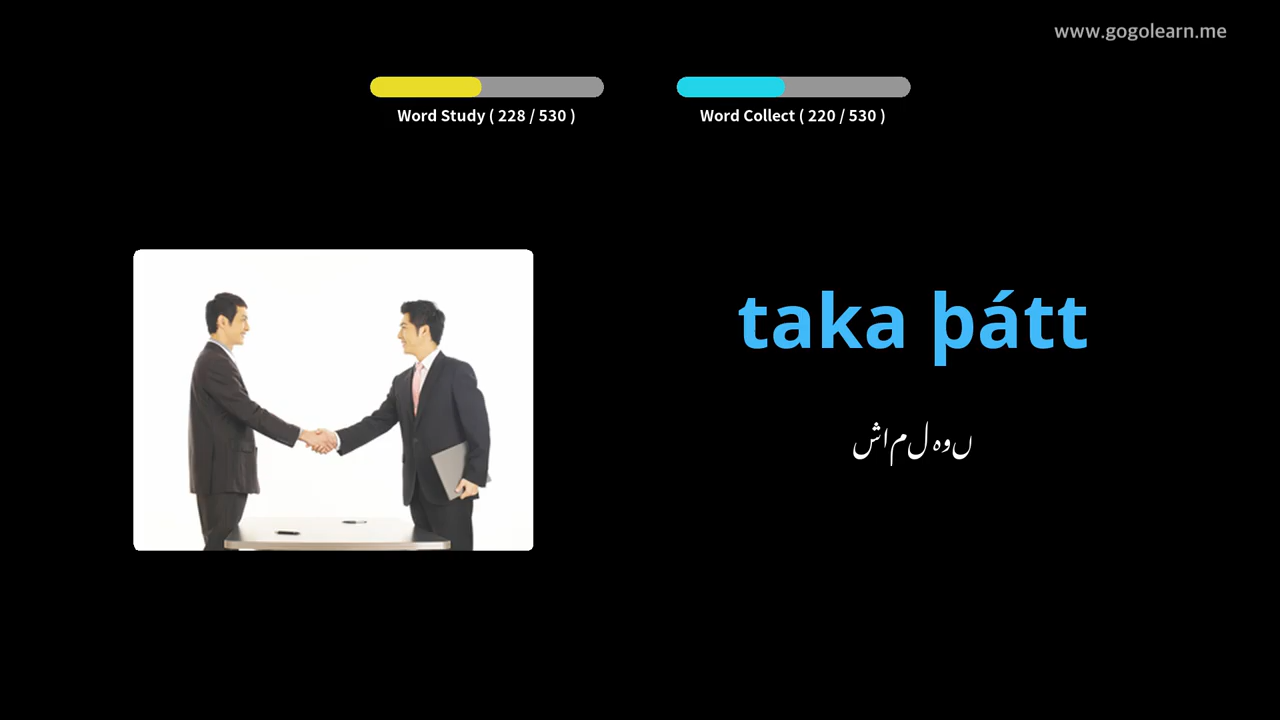 www.gogolearn.me
Word Study ( 228 / 530 )
Word Collect ( 220 / 530 )
taka þátt
شامل ہوں